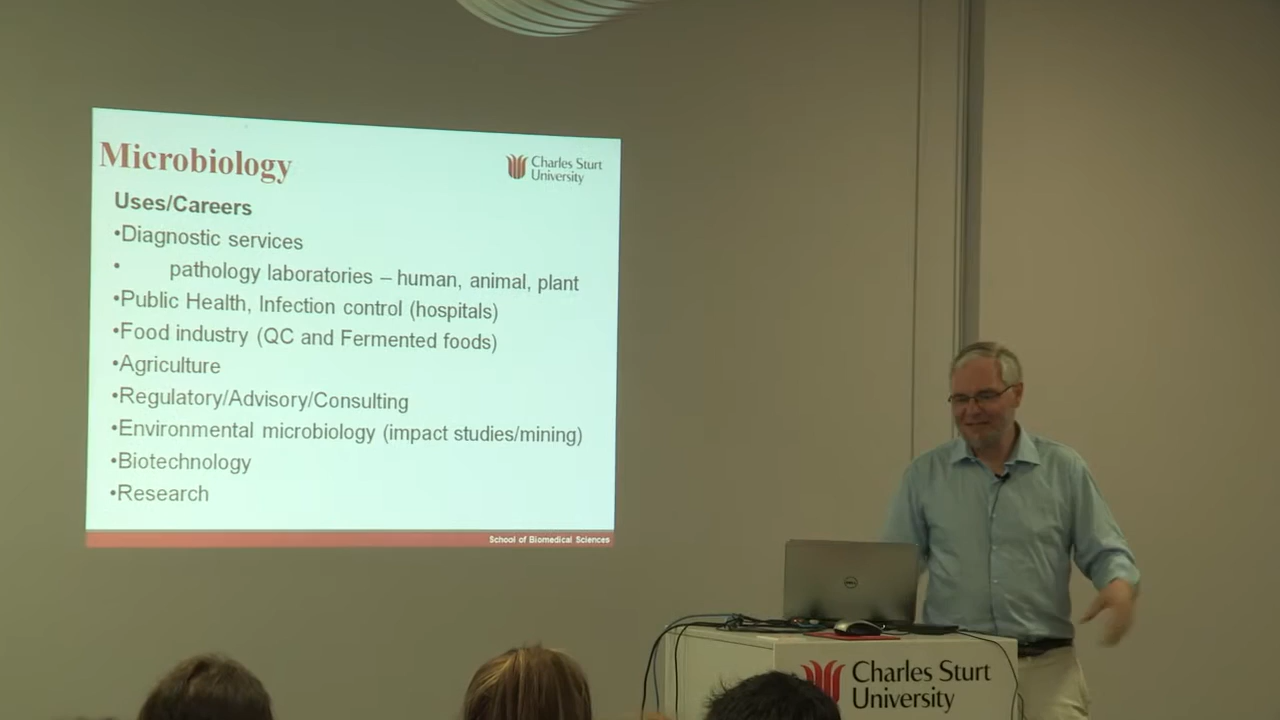 Microbiology
Charles Sturt
University
Uses/Careers
•Diagnostic services
• pathology laboratories – human, animal, plant
•Public Health, Infection control (hospitals)
•Food industry (QC and Fermented foods)
•Agriculture
•Regulatory/Advisory/Consulting
•Environmental microbiology (impact studies/mining)
•Biotechnology
•Research
School of Biomedical Sciences
DELL
Charles Sturt
University